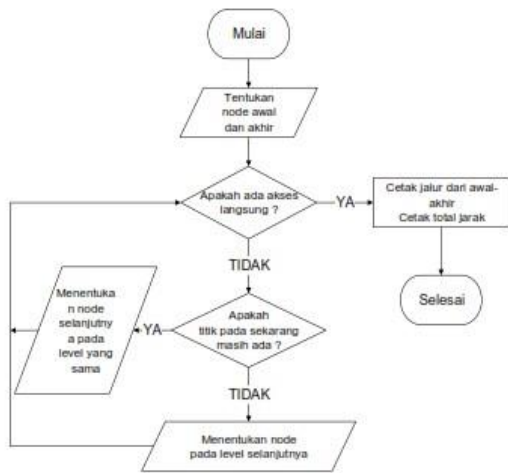 Mulai
Tentukan
node awal
dan akhir
Apakah ada akses
langsung ?
YA
Cetak jalur dari awal-
akhir
Cetak total jarak
Selesai
TIDAK
Apakah
titik pada sekarang
masih ada ?
YA
Menentuka
n node
selanjutny
a pada
level yang
sama
TIDAK
Menentukan node
pada level selanjutnya